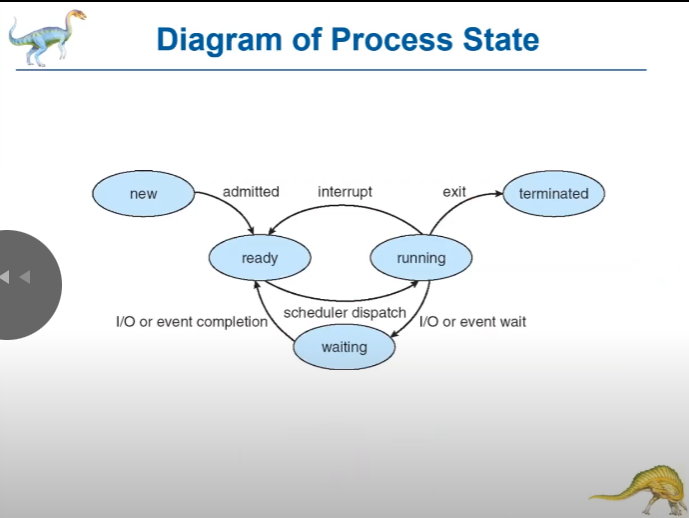 Diagram of Process State
new
admitted
interrupt
exit
terminated
ready
running
scheduler dispatch
I/O or event completion
I/O or event wait
waiting